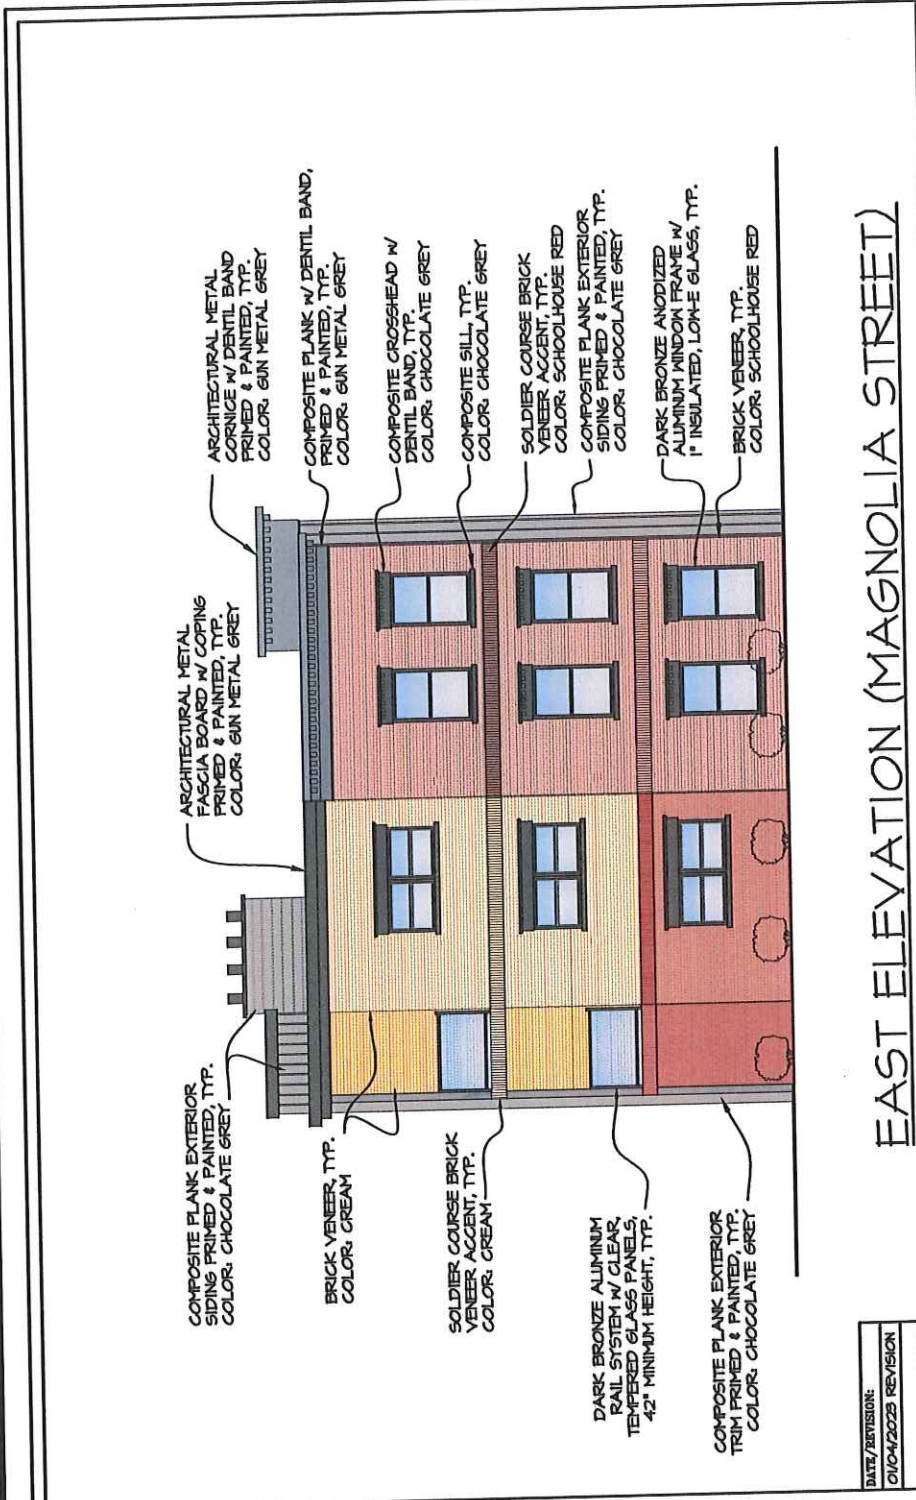 ARCHITECTURAL METAL
CORNICE W/ DENTIL BAND
PRIMED & PAINTED, TYP.
COLOR: GUN METAL GREY
COMPOSITE PLANK W/ DENTIL BAND,
PRIMED & PAINTED, TYP.
COLOR: GUN METAL GREY
COMPOSITE CROSSHEAD W/
DENTIL BAND, TYP.
COLOR: CHOCOLATE GREY
COMPOSITE SILL, TYP.
COLOR: CHOCOLATE GREY
SOLDIER COURSE BRICK
VENEER ACCENT, TYP.
COLOR: SCHOOLHOUSE RED
COMPOSITE PLANK EXTERIOR
SIDING PRIMED & PAINTED, TYP.
COLOR: CHOCOLATE GREY
DARK BRONZE ANODIZED
ALUMINUM WINDOW FRAME W/
1" INSULATED, LOW-E GLASS, TYP.
BRICK VENEER, TYP.
COLOR: SCHOOLHOUSE RED
ARCHITECTURAL METAL
FASCIA BOARD W/ COPING
PRIMED & PAINTED, TYP.
COLOR: GUN METAL GREY
COMPOSITE PLANK EXTERIOR
SIDING PRIMED & PAINTED, TYP.
COLOR: CHOCOLATE GREY
BRICK VENEER, TYP.
COLOR: CREAM
SOLDIER COURSE BRICK
VENEER ACCENT, TYP.
COLOR: CREAM
DARK BRONZE ALUMINUM
RAIL SYSTEM W/ CLEAR,
TEMPERED GLASS PANELS,
42" MINIMUM HEIGHT, TYP.
COMPOSITE PLANK EXTERIOR
TRIM PRIMED & PAINTED, TYP.
COLOR: CHOCOLATE GREY
EAST ELEVATION (MAGNOLIA STREET)
DATE/REVISION:
01/04/2023 REVISION